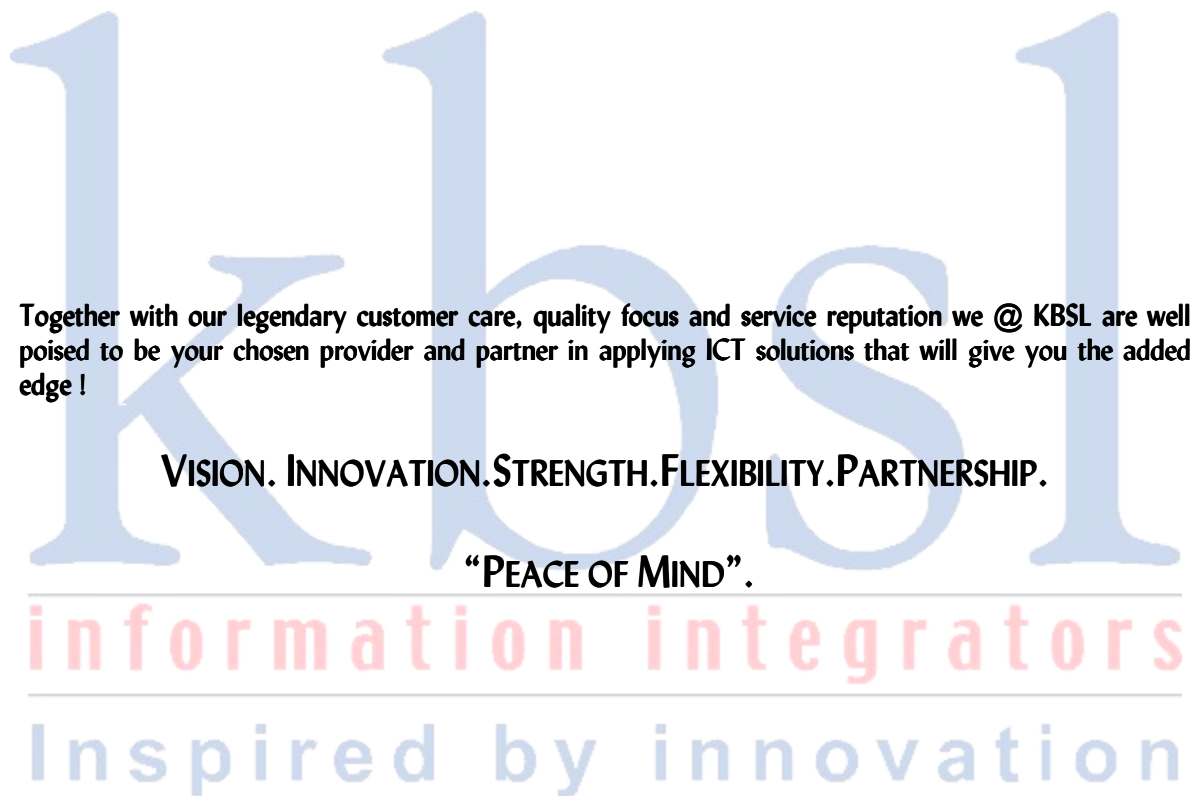 kbsl
Together with our legendary customer care, quality focus and service reputation we @ KBSL are well
poised to be your chosen provider and partner in applying ICT solutions that will give you the added
edge !
VISION. INNOVATION.STRENGTH.FLEXIBILITY.PARTNERSHIP.
“PEACE OF MIND”.
information integrators
Inspired by innovation